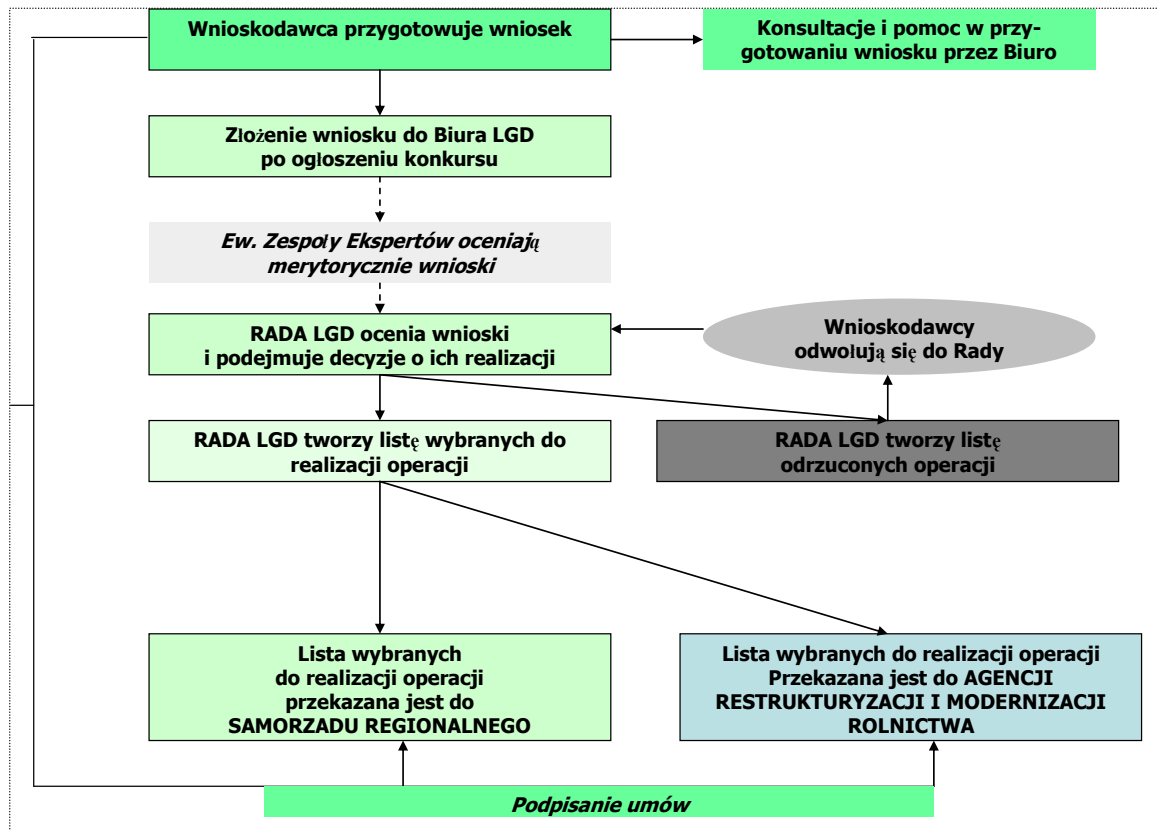 Wnioskodawca przygotowuje wniosek
Konsultacje i pomoc w przy-
gotowaniu wniosku przez Biuro
Złożenie wniosku do Biura LGD
po ogłoszeniu konkursu
Ew. Zespoły Ekspertów oceniają
merytorycznie wnioski
RADA LGD ocenia wnioski
i podejmuje decyzje o ich realizacji
Wnioskodawcy
odwołują się do Rady
RADA LGD tworzy listę wybranych do
realizacji operacji
RADA LGD tworzy listę
odrzuconych operacji
Lista wybranych
do realizacji operacji
przekazana jest do
SAMORZADU REGIONALNEGO
Lista wybranych do realizacji operacji
Przekazana jest do AGENCJI
RESTRUKTURYZACJI I MODERNIZACJI
ROLNICTWA
Podpisanie umów